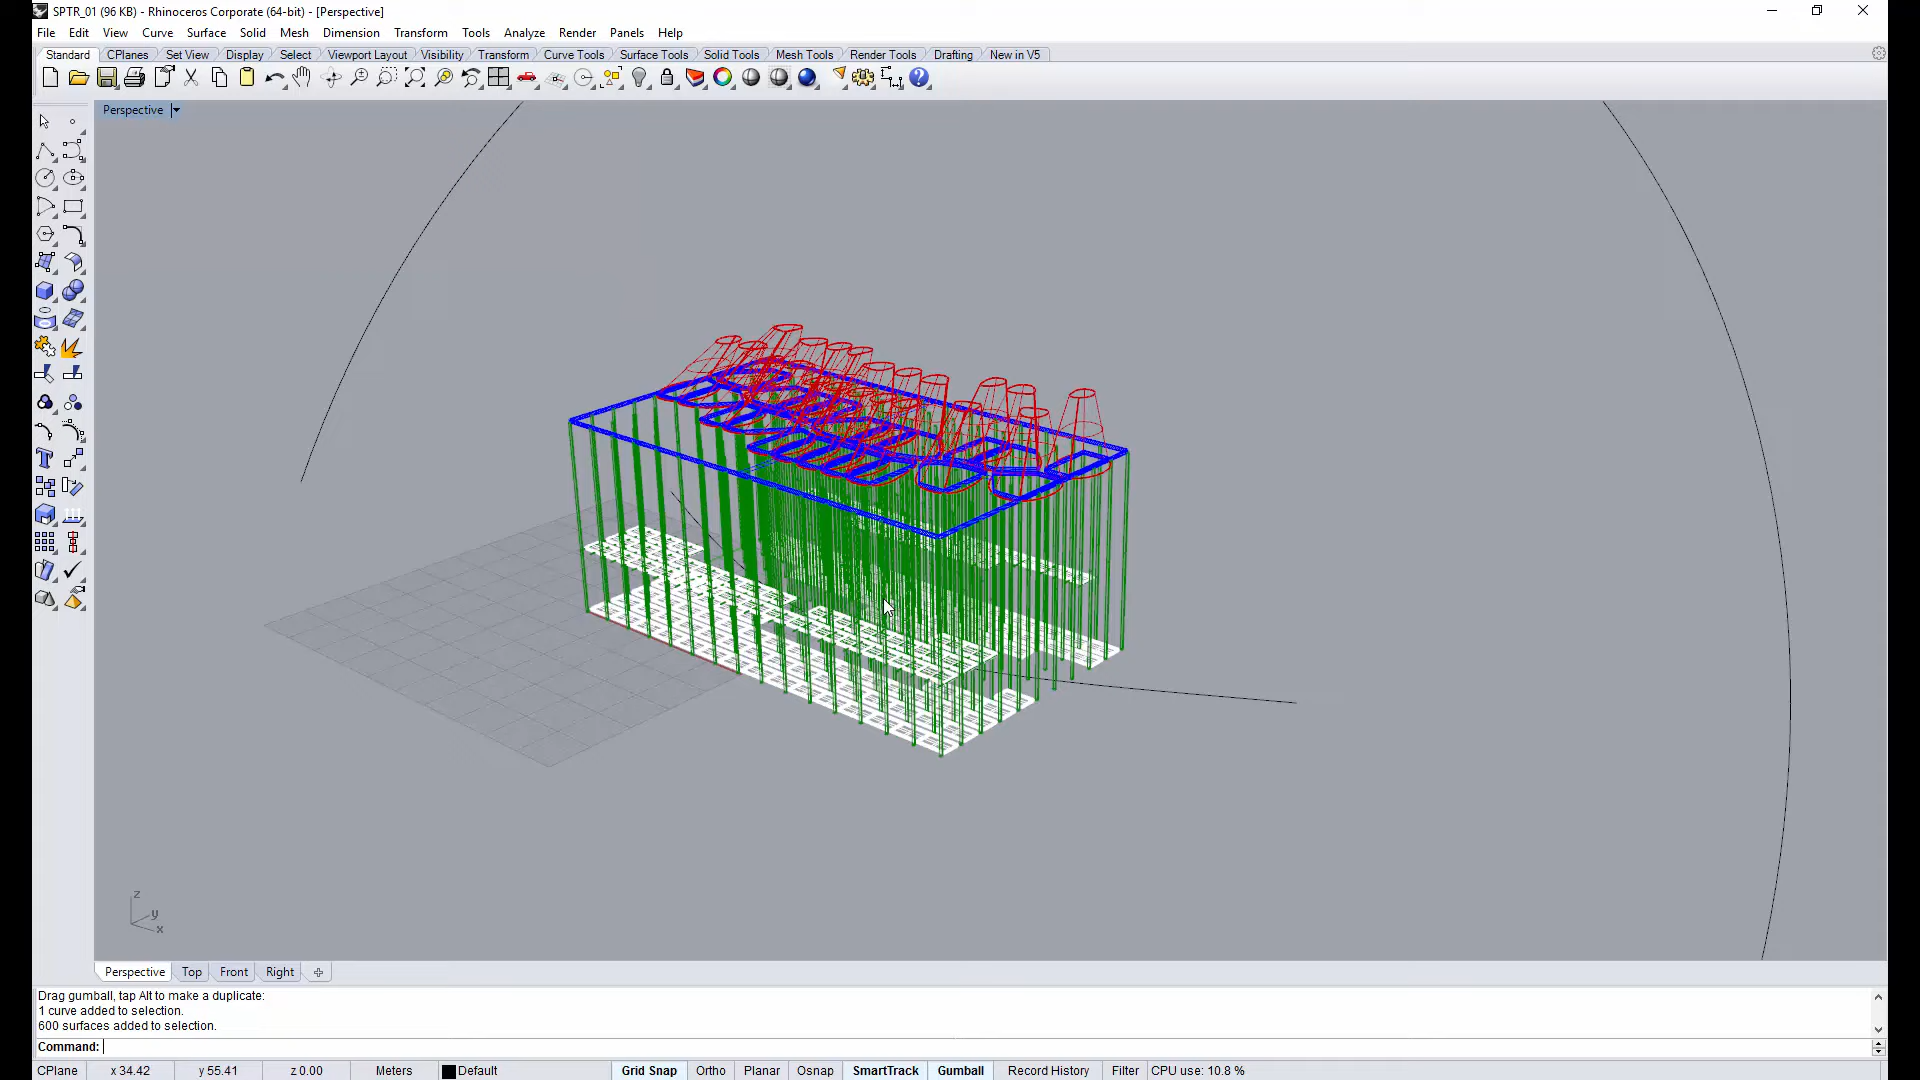 SPTR_01 (96 KB) - Rhinoceros Corporate (64-bit) - [Perspective]
File Edit View Curve Surface Solid Mesh Dimension Transform Tools Analyze Render Panels Help
Standard CPlanes Set View Display Select Viewport Layout Visibility Transform Curve Tools Surface Tools Solid Tools Mesh Tools Render Tools Drafting New in V5
Perspective
z
y
x
Perspective Top Front Right
Drag gumball, tap Alt to make a duplicate:
1 curve added to selection.
600 surfaces added to selection.
Command:
CPlane x 34.42 y 55.41 z 0.00 Meters Default Grid Snap Ortho Planar Osnap SmartTrack Gumball Record History Filter CPU use: 10.8 %